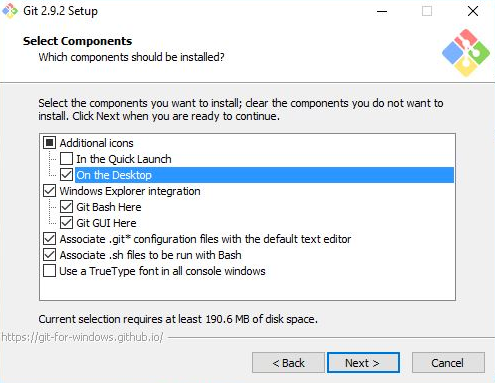 Git 2.9.2 Setup
Select Components
Which components should be installed?
Select the components you want to install; clear the components you do not want to
install. Click Next when you are ready to continue.
Additional icons
In the Quick Launch
On the Desktop
Windows Explorer integration
Git Bash Here
Git GUI Here
Associate .git* configuration files with the default text editor
Associate .sh files to be run with Bash
Use a TrueType font in all console windows
Current selection requires at least 190.6 MB of disk space.
https://git-for-windows.github.io/
< Back
Next >
Cancel